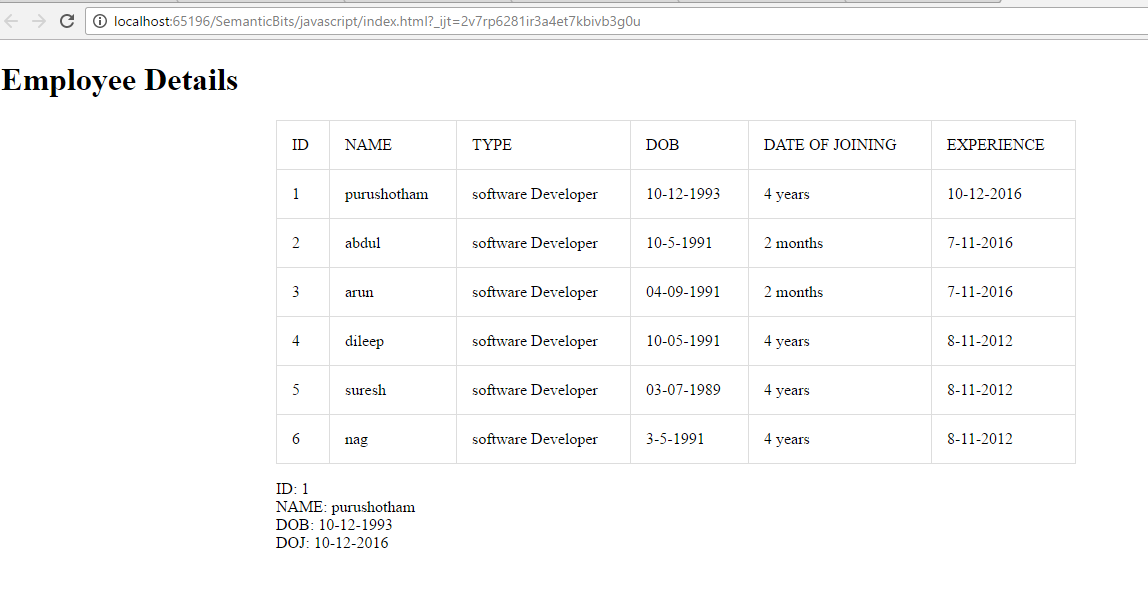 localhost:65196/SemanticBits/javascript/index.html?_ijt=2v7rp6281ir3a4et7kbivb3g0u
Employee Details
ID NAME TYPE DOB DATE OF JOINING EXPERIENCE
1 purushotham software Developer 10-12-1993 4 years 10-12-2016
2 abdul software Developer 10-5-1991 2 months 7-11-2016
3 arun software Developer 04-09-1991 2 months 7-11-2016
4 dileep software Developer 10-05-1991 4 years 8-11-2012
5 suresh software Developer 03-07-1989 4 years 8-11-2012
6 nag software Developer 3-5-1991 4 years 8-11-2012
ID: 1
NAME: purushotham
DOB: 10-12-1993
DOJ: 10-12-2016